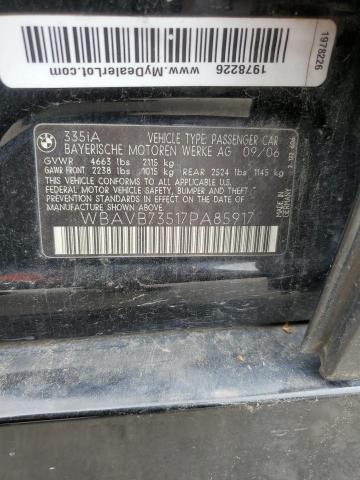 1978226
www.MyDealerLot.com
1978226
BMW
335iA VEHICLE TYPE: PASSENGER CAR
BAYERISCHE MOTOREN WERKE AG 09/06
GVWR 4663 lbs 2115 kg
GAWR FRONT 2238 lbs 1015 kg REAR 2524 lbs 1145 kg
THIS VEHICLE CONFORMS TO ALL APPLICABLE U.S.
FEDERAL MOTOR VEHICLE SAFETY, BUMPER, AND THEFT PREVENTION
STANDARDS IN EFFECT ON THE DATE OF MANUFACTURE SHOWN ABOVE.
WBAVB73517PA85917
MADE IN
GERMANY